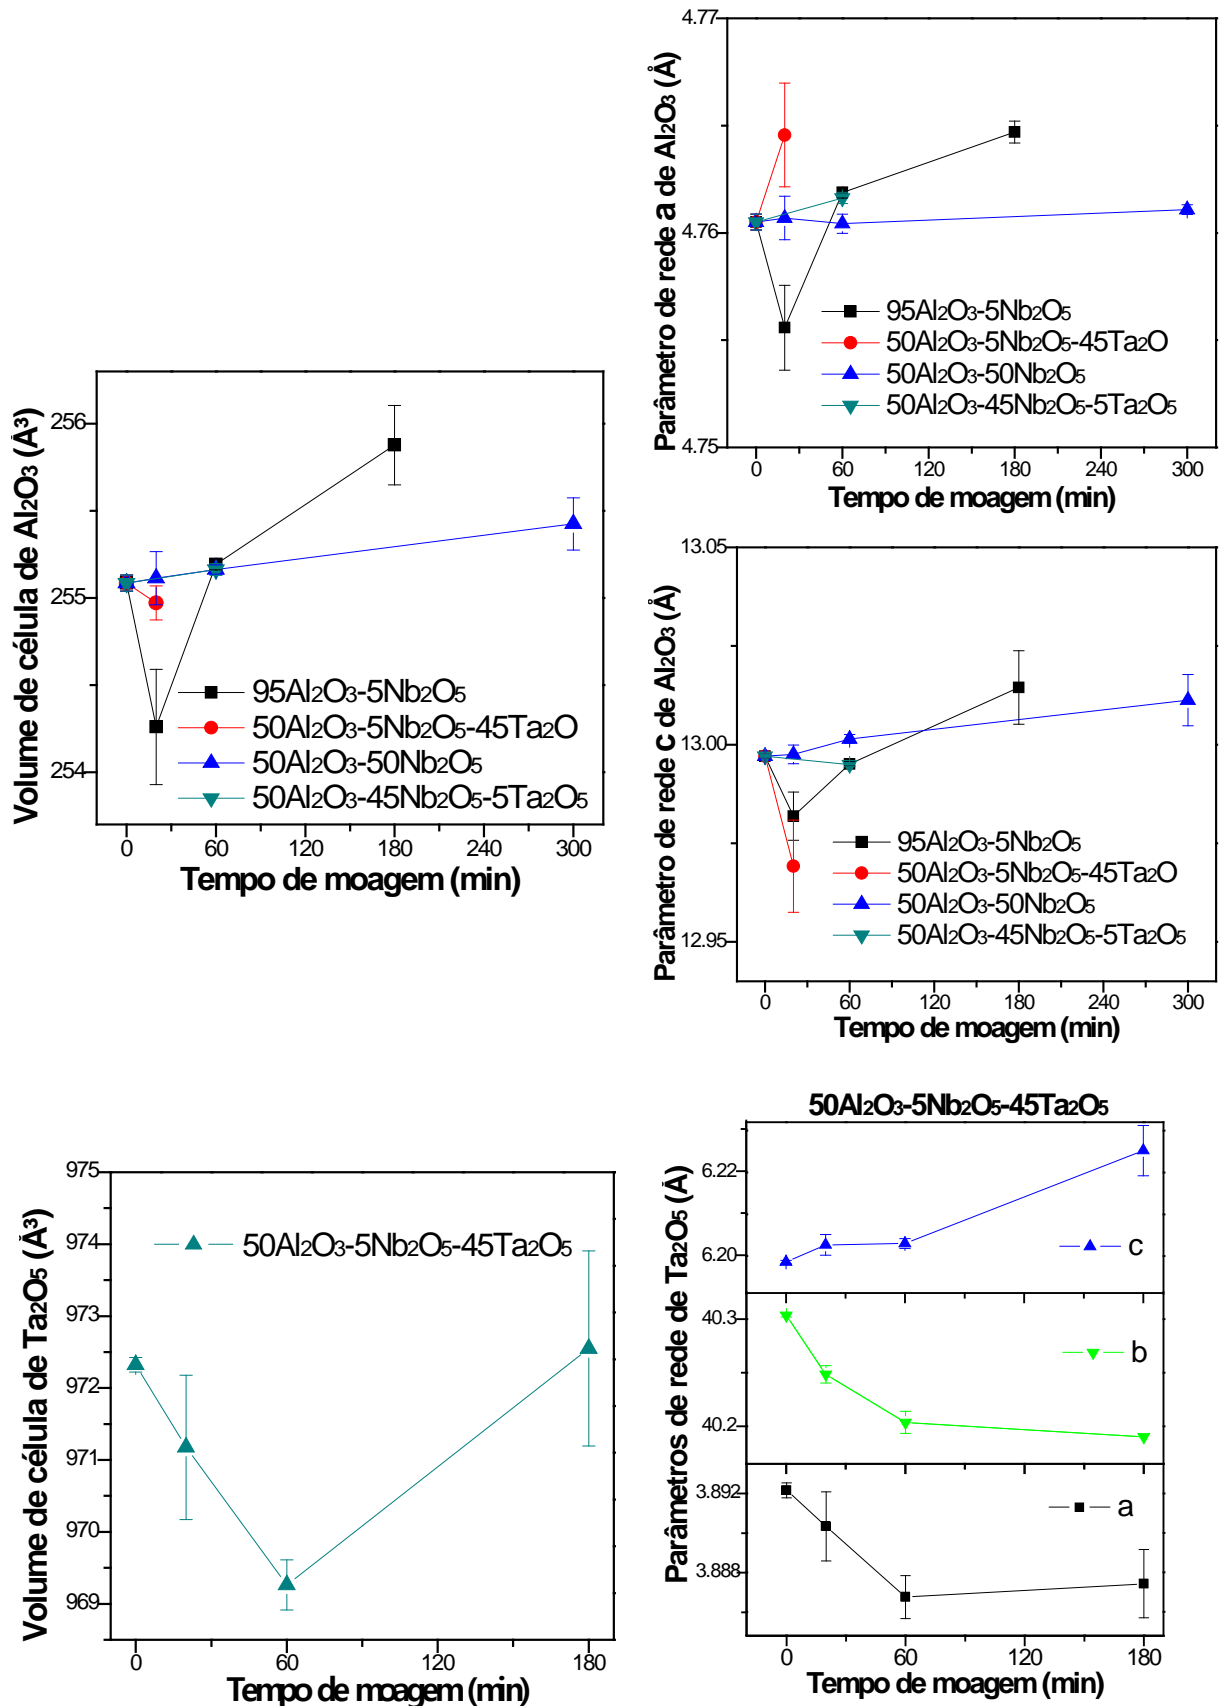 4.77
4.76
4.75
Parâmetro de rede a de Al₂O₃ (Å)
95Al₂O₃-5Nb₂O₅
50Al₂O₃-5Nb₂O₅-45Ta₂O
50Al₂O₃-50Nb₂O₅
50Al₂O₃-45Nb₂O₅-5Ta₂O₅
0 60 120 180 240 300
Tempo de moagem (min)
256
255
254
Volume de célula de Al₂O₃ (Å³)
95Al₂O₃-5Nb₂O₅
50Al₂O₃-5Nb₂O₅-45Ta₂O
50Al₂O₃-50Nb₂O₅
50Al₂O₃-45Nb₂O₅-5Ta₂O₅
0 60 120 180 240 300
Tempo de moagem (min)
13.05
13.00
12.95
Parâmetro de rede c de Al₂O₃ (Å)
95Al₂O₃-5Nb₂O₅
50Al₂O₃-5Nb₂O₅-45Ta₂O
50Al₂O₃-50Nb₂O₅
50Al₂O₃-45Nb₂O₅-5Ta₂O₅
0 60 120 180 240 300
Tempo de moagem (min)
975
974
973
972
971
970
969
Volume de célula de Ta₂O₅ (Å³)
50Al₂O₃-5Nb₂O₅-45Ta₂O₅
0 60 120 180
Tempo de moagem (min)
50Al₂O₃-5Nb₂O₅-45Ta₂O₅
6.22
6.20
c
40.3
40.2
b
3.892
3.888
a
Parâmetros de rede de Ta₂O₅ (Å)
0 60 120 180
Tempo de moagem (min)